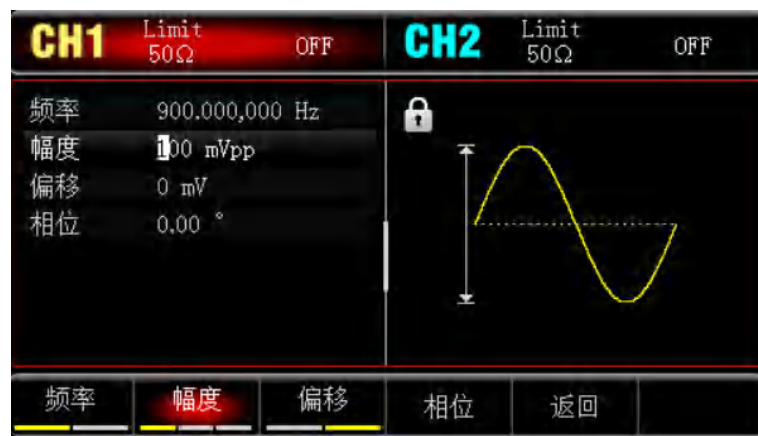 CH1 Limit 50Ω OFF
CH2 Limit 50Ω OFF
频率 900.000,000 Hz
幅度 100 mVpp
偏移 0 mV
相位 0.00 °
频率 幅度 偏移 相位 返回